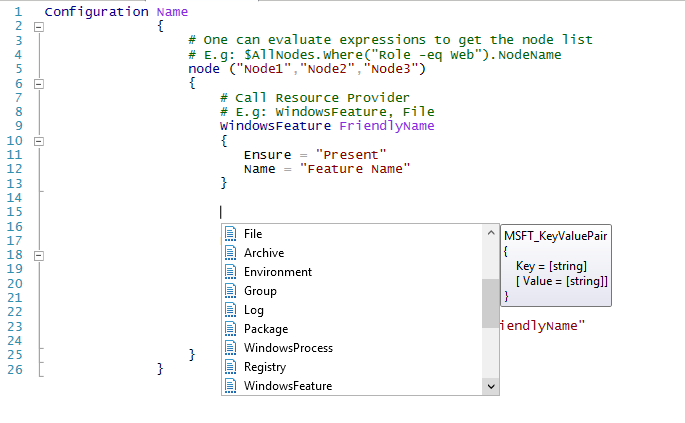 1 Configuration Name
2 {
3 # One can evaluate expressions to get the node list
4 # E.g: $AllNodes.Where("Role -eq Web").NodeName
5 node ("Node1","Node2","Node3")
6 {
7 # Call Resource Provider
8 # E.g: WindowsFeature, File
9 WindowsFeature FriendlyName
10 {
11 Ensure = "Present"
12 Name = "Feature Name"
13 }
14
15
16
17
18
19
20
21
22
23 iendlyName"
24
25 }
26 }
File
Archive
Environment
Group
Log
Package
WindowsProcess
Registry
WindowsFeature
MSFT_KeyValuePair
{
Key = [string]
[ Value = [string]]
}